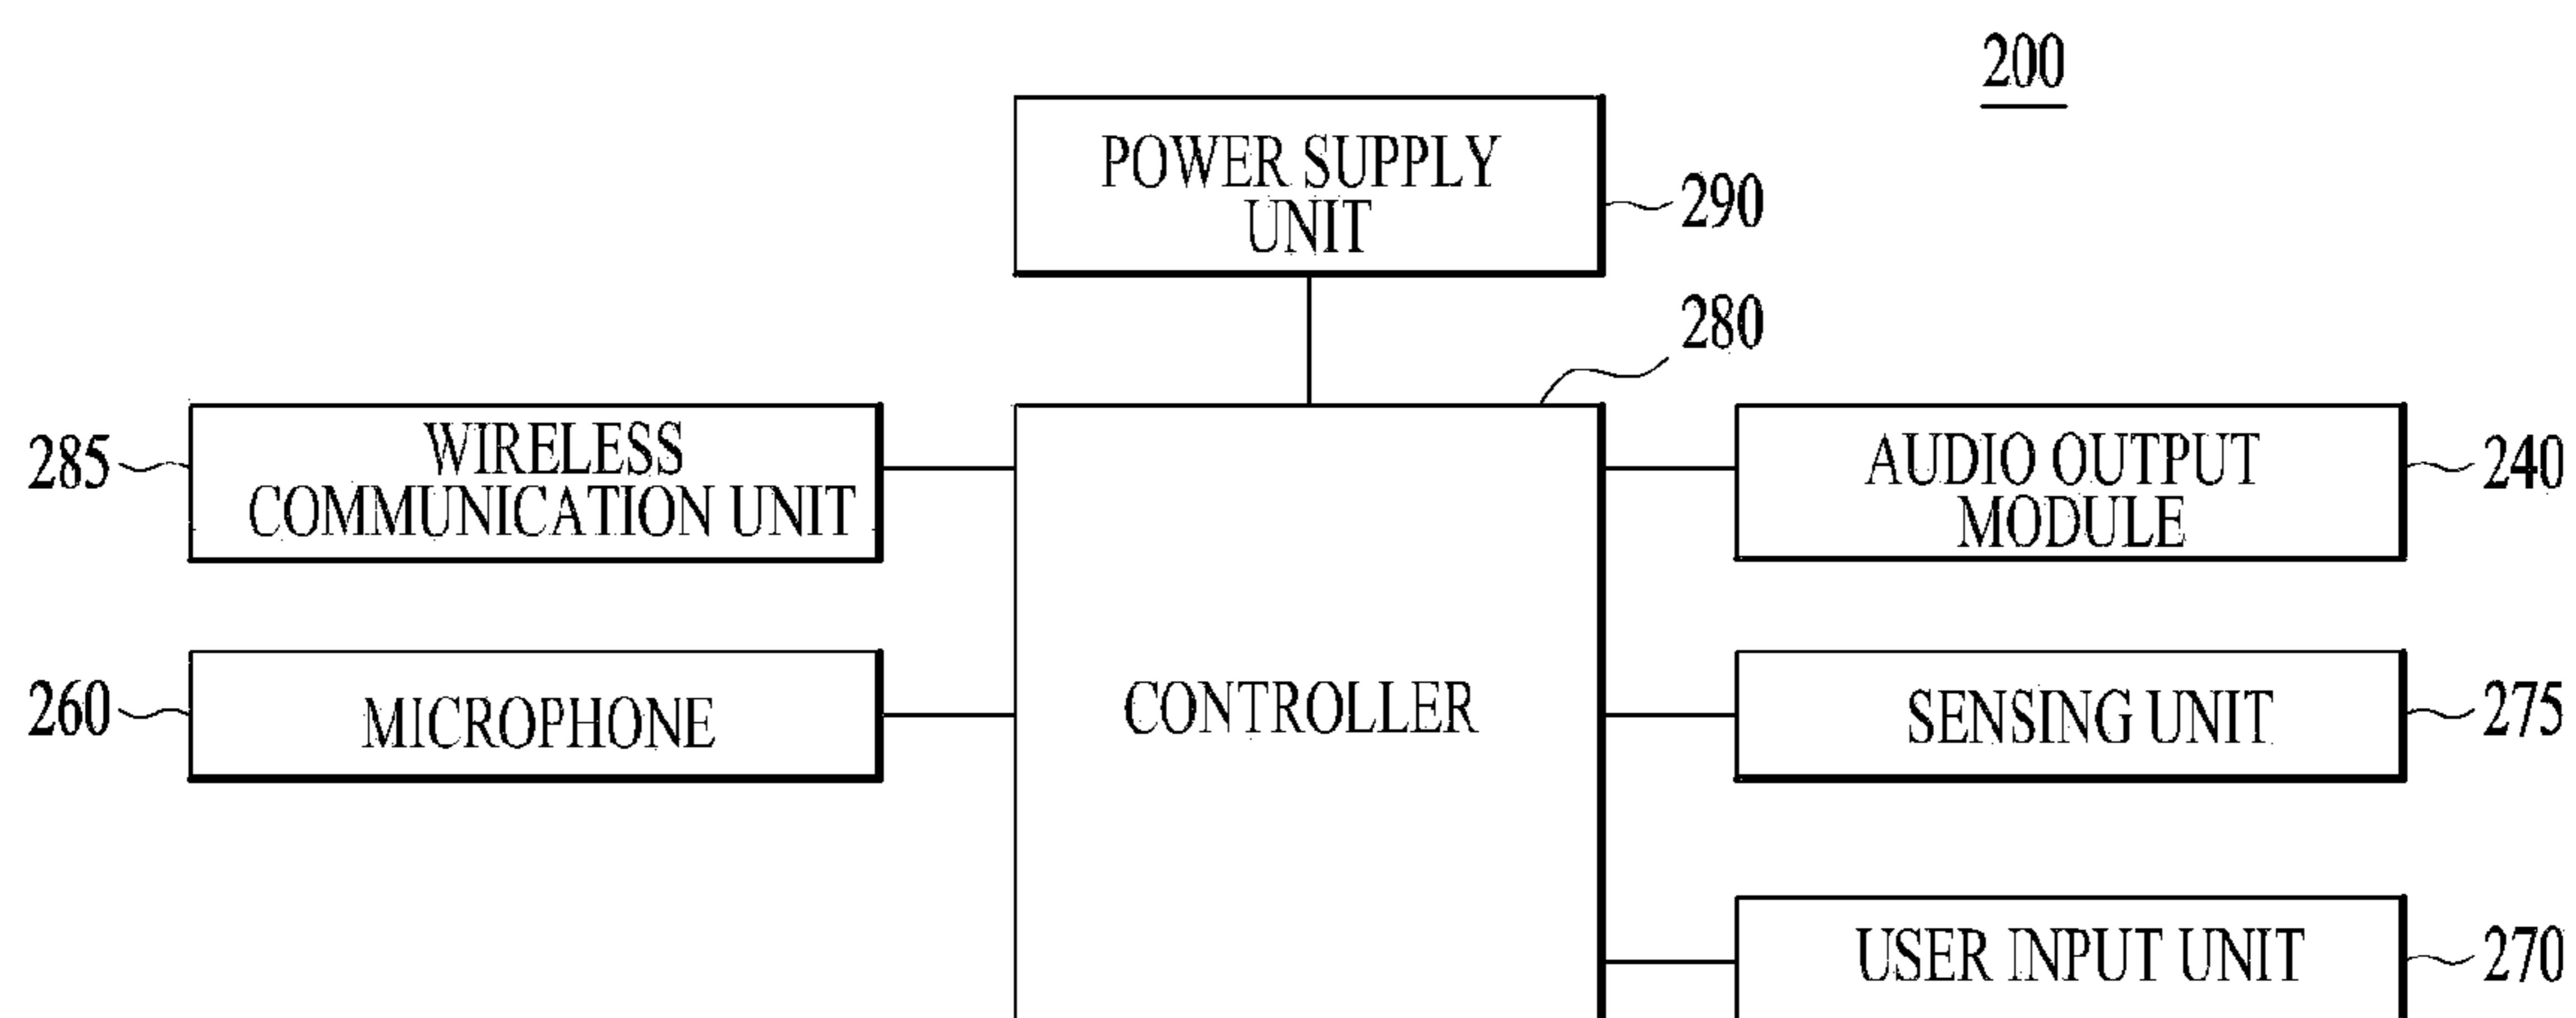 200
POWER SUPPLY
UNIT
290
280
285
WIRELESS
COMMUNICATION UNIT
AUDIO OUTPUT
MODULE
240
260
MICROPHONE
CONTROLLER
SENSING UNIT
275
USER INPUT UNIT
270